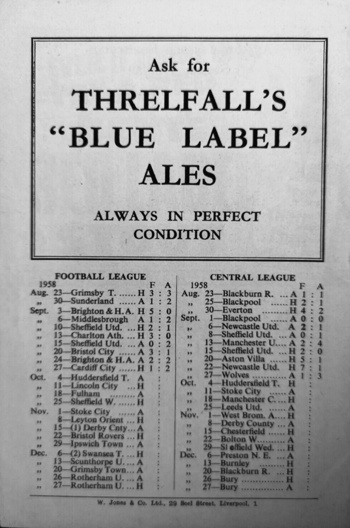 Ask for
THRELFALL'S
"BLUE LABEL"
ALES
ALWAYS IN PERFECT
CONDITION
FOOTBALL LEAGUE
1958 F A
Aug. 23—Grimsby T. ......H 3 : 3
„ 30—Sunderland ......A 1 : 2
Sept. 3—Brighton & H.A. H 5 : 0
„ 6—Middlesbrough A 1 : 2
„ 10—Sheffield Utd. ...H 2 : 1
„ 13—Charlton Ath. ...H 3 : 0
„ 15—Sheffield Utd. ...A 0 : 2
„ 20—Bristol City ......A 3 : 1
„ 24—Brighton & H.A. A 2 : 2
„ 27—Cardiff City ......H 1 : 2
Oct. 4—Huddersfield T. A :
„ 11—Lincoln City ...H :
„ 18—Fulham ............A :
„ 25—Sheffield W. ......H :
Nov. 1—Stoke City ......A :
„ 8—Leyton Orient ...H :
„ 15—(1) Derby Cnty...A :
„ 22—Bristol Rovers ...H :
„ 29—Ipswich Town ...A :
Dec. 6—(2) Swansea T. ...H :
„ 13—Scunthorpe U. ...A :
„ 20—Grimsby Town ...A :
„ 26—Rotherham U. ...A :
„ 27—Rotherham U. ...H :
CENTRAL LEAGUE
1958 F A
Aug. 23—Blackburn R. ...A 1 : 1
„ 25—Blackpool ......H 2 : 1
„ 30—Everton ............H 4 : 2
Sept. 1—Blackpool ......A 0 : 0
„ 6—Newcastle Utd. A 2 : 1
„ 8—Sheffield Utd. ...A 0 : 1
„ 13—Manchester U. ...A 2 : 4
„ 15—Sheffield Utd. ...H 2 : 0
„ 20—Aston Villa ......H 5 : 1
„ 22—Newcastle Utd. H 7 : 1
„ 27—Wolves ............A 1 : 3
Oct. 4—Huddersfield T. H :
„ 11—Stoke City ......A :
„ 18—Manchester C. ...H :
„ 25—Leeds Utd. ......A :
Nov. 1—West Brom. A. ...H :
„ 8—Derby County ...A :
„ 15—Chesterfield ......H :
„ 22—Bolton W. .........A :
„ 29—Sheffield Wed. ...H :
Dec. 6—Preston N. E. ...A :
„ 13—Burnley ............H :
„ 20—Blackburn R. ...H :
„ 26—Bury ...............H :
„ 27—Bury ...............A :
W. Jones & Co. Ltd., 29 Steel Street, Liverpool, 1